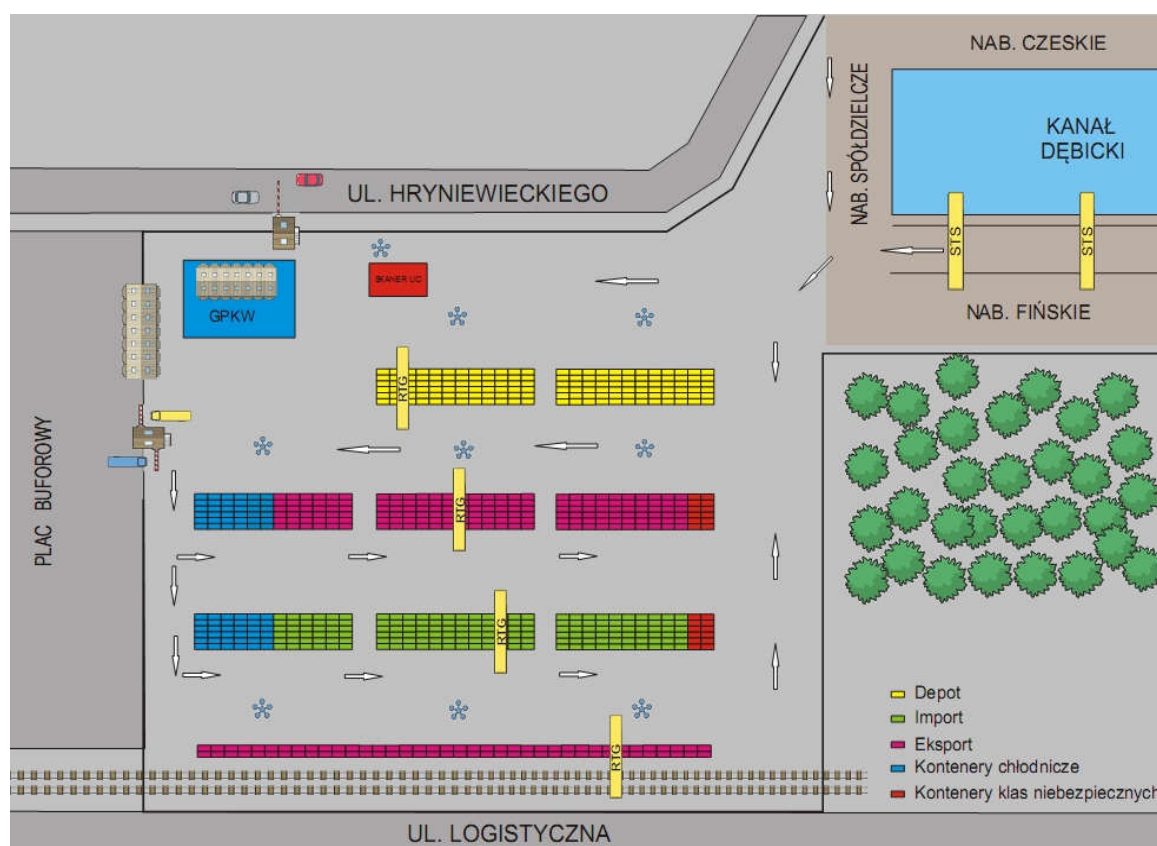 NAB. CZESKIE
NAB. SPÓŁDZIELCZE
KANAŁ
DĘBICKI
UL. HRYNIEWIECKIEGO
STS
STS
SKANER UC
GPKW
NAB. FIŃSKIE
RTG
PLAC BUFOROWY
RTG
RTG
Depot
Import
Eksport
Kontenery chłodnicze
Kontenery klas niebezpiecznych
RTG
UL. LOGISTYCZNA